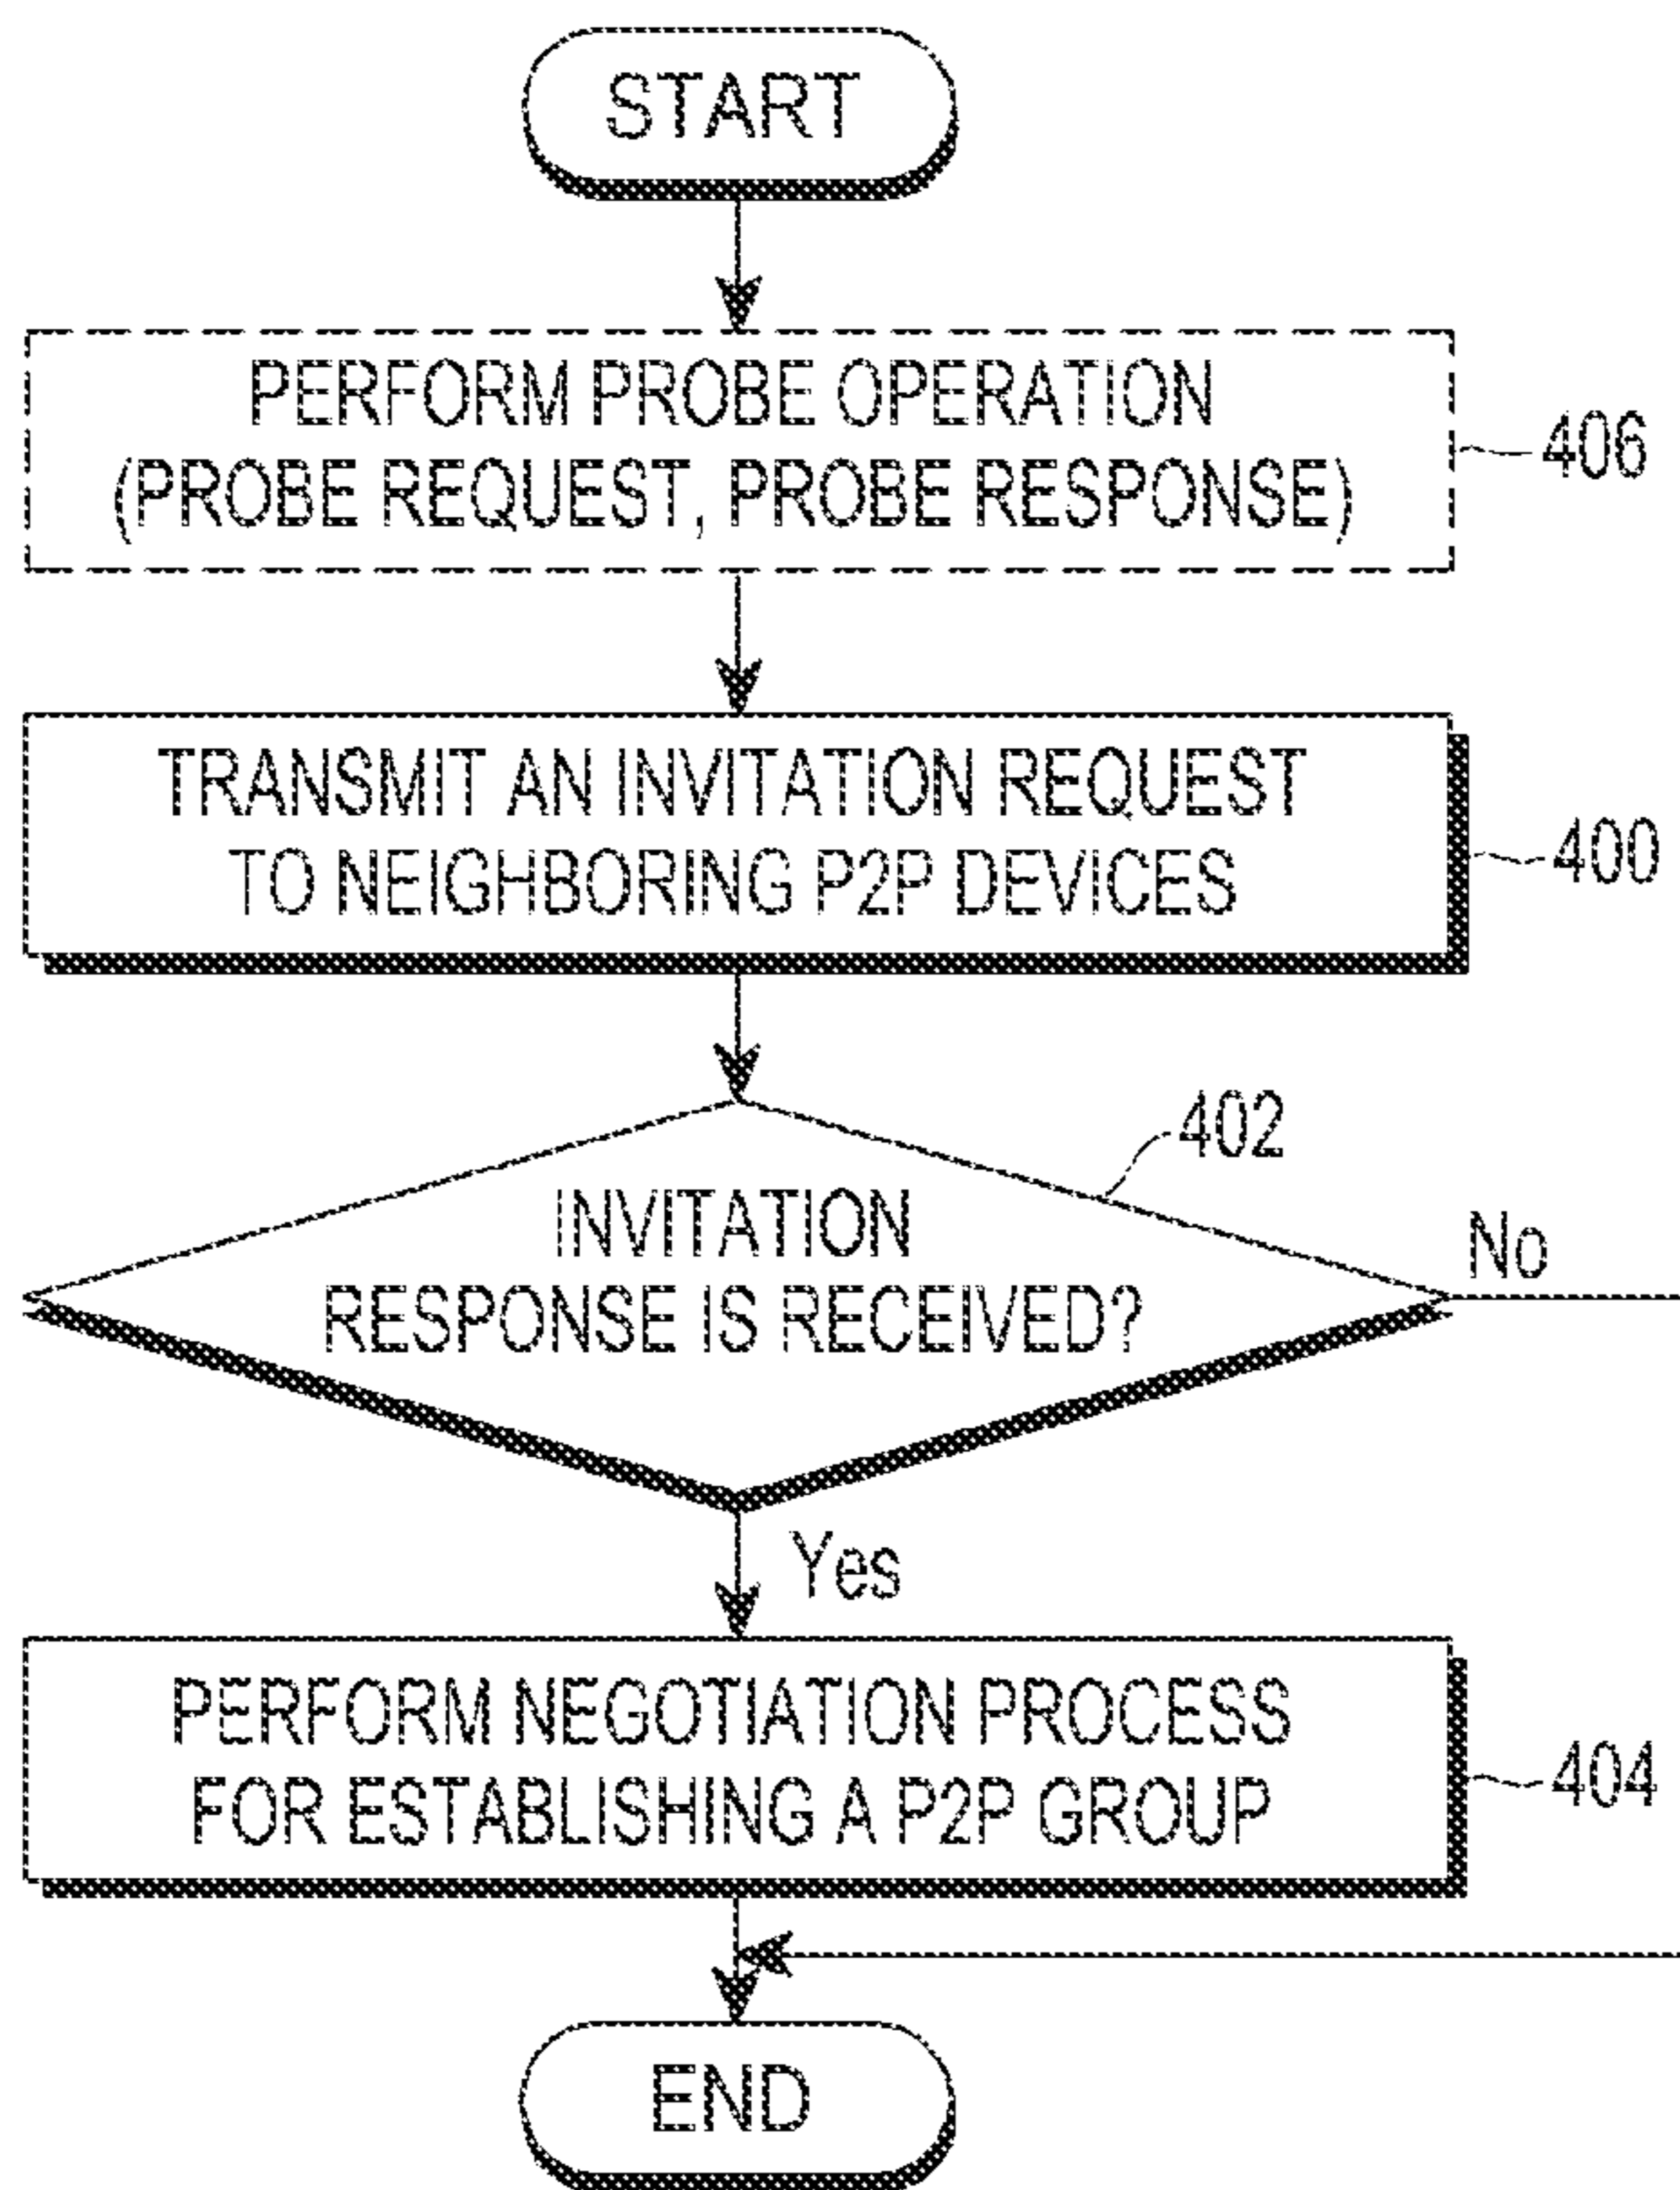 START
PERFORM PROBE OPERATION
(PROBE REQUEST, PROBE RESPONSE)
406
TRANSMIT AN INVITATION REQUEST
TO NEIGHBORING P2P DEVICES
400
402
INVITATION
RESPONSE IS RECEIVED?
No
Yes
PERFORM NEGOTIATION PROCESS
FOR ESTABLISHING A P2P GROUP
404
END